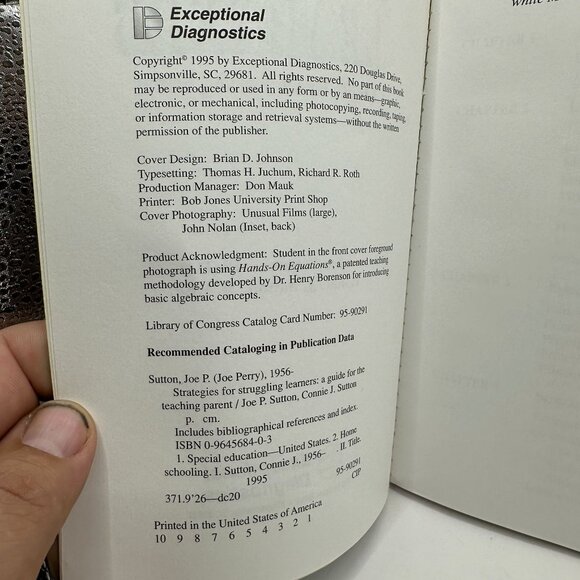 Exceptional
Diagnostics
Copyright© 1995 by Exceptional Diagnostics, 220 Douglas Drive,
Simpsonville, SC, 29681. All rights reserved. No part of this book
may be reproduced or used in any form or by an means—graphic,
electronic, or mechanical, including photocopying, recording, taping,
or information storage and retrieval systems—without the written
permission of the publisher.
Cover Design: Brian D. Johnson
Typesetting: Thomas H. Juchum, Richard R. Roth
Production Manager: Don Mauk
Printer: Bob Jones University Print Shop
Cover Photography: Unusual Films (large),
John Nolan (Inset, back)
Product Acknowledgment: Student in the front cover foreground
photograph is using Hands-On Equations®, a patented teaching
methodology developed by Dr. Henry Borenson for introducing
basic algebraic concepts.
Library of Congress Catalog Card Number: 95-90291
Recommended Cataloging in Publication Data
Sutton, Joe P. (Joe Perry), 1956-
Strategies for struggling learners: a guide for the
teaching parent / Joe P. Sutton, Connie J. Sutton
p. cm.
Includes bibliographical references and index.
ISBN 0-9645684-0-3
1. Special education—United States. 2. Home
schooling. I. Sutton, Connie J., 1956- . II. Title.
1995
371.9'26—dc20
95-90291
CIP
Printed in the United States of America
10 9 8 7 6 5 4 3 2 1
while